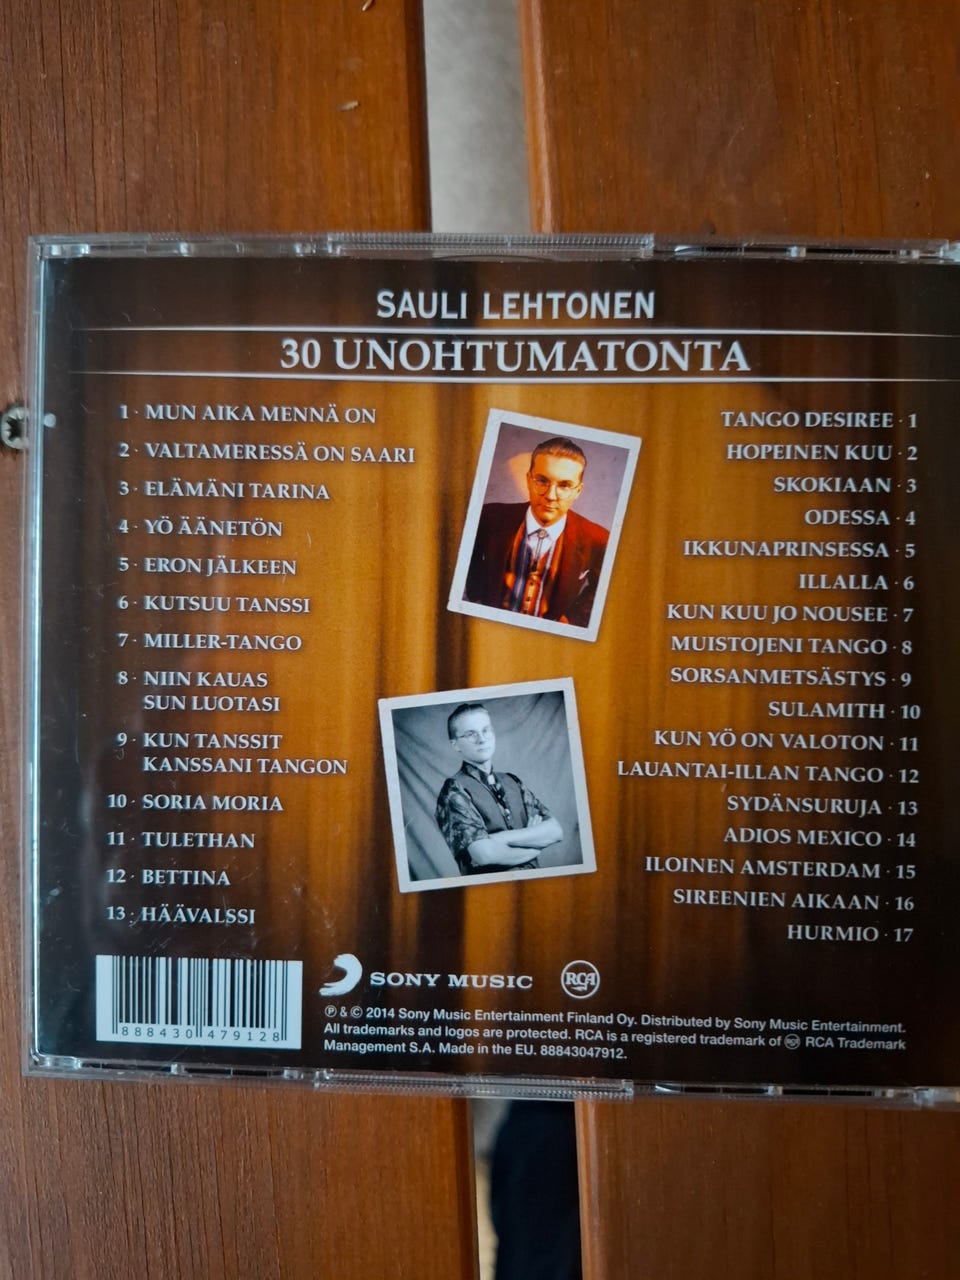 SAULI LEHTONEN
30 UNOHTUMATONTA
1 · MUN AIKA MENNÄ ON
2 · VALTAMERESSÄ ON SAARI
3 · ELÄMÄNI TARINA
4 · YÖ ÄÄNETÖN
5 · ERON JÄLKEEN
6 · KUTSUU TANSSI
7 · MILLER-TANGO
8 · NIIN KAUAS
SUN LUOTASI
9 · KUN TANSSIT
KANSSANI TANGON
10 · SORIA MORIA
11 · TULETHAN
12 · BETTINA
13 · HÄÄVALSSI
TANGO DESIREE · 1
HOPEINEN KUU · 2
SKOKIAAN · 3
ODESSA · 4
IKKUNAPRINSESSA · 5
ILLALLA · 6
KUN KUU JO NOUSEE · 7
MUISTOJENI TANGO · 8
SORSANMETSÄSTYS · 9
SULAMITH · 10
KUN YÖ ON VALOTON · 11
LAUANTAI-ILLAN TANGO · 12
SYDÄNSURUJA · 13
ADIOS MEXICO · 14
ILOINEN AMSTERDAM · 15
SIREENIEN AIKAAN · 16
HURMIO · 17
8 88430 47912 8
SONY MUSIC
RCA
℗ & © 2014 Sony Music Entertainment Finland Oy. Distributed by Sony Music Entertainment.
All trademarks and logos are protected. RCA is a registered trademark of RCA RCA Trademark
Management S.A. Made in the EU. 88843047912.